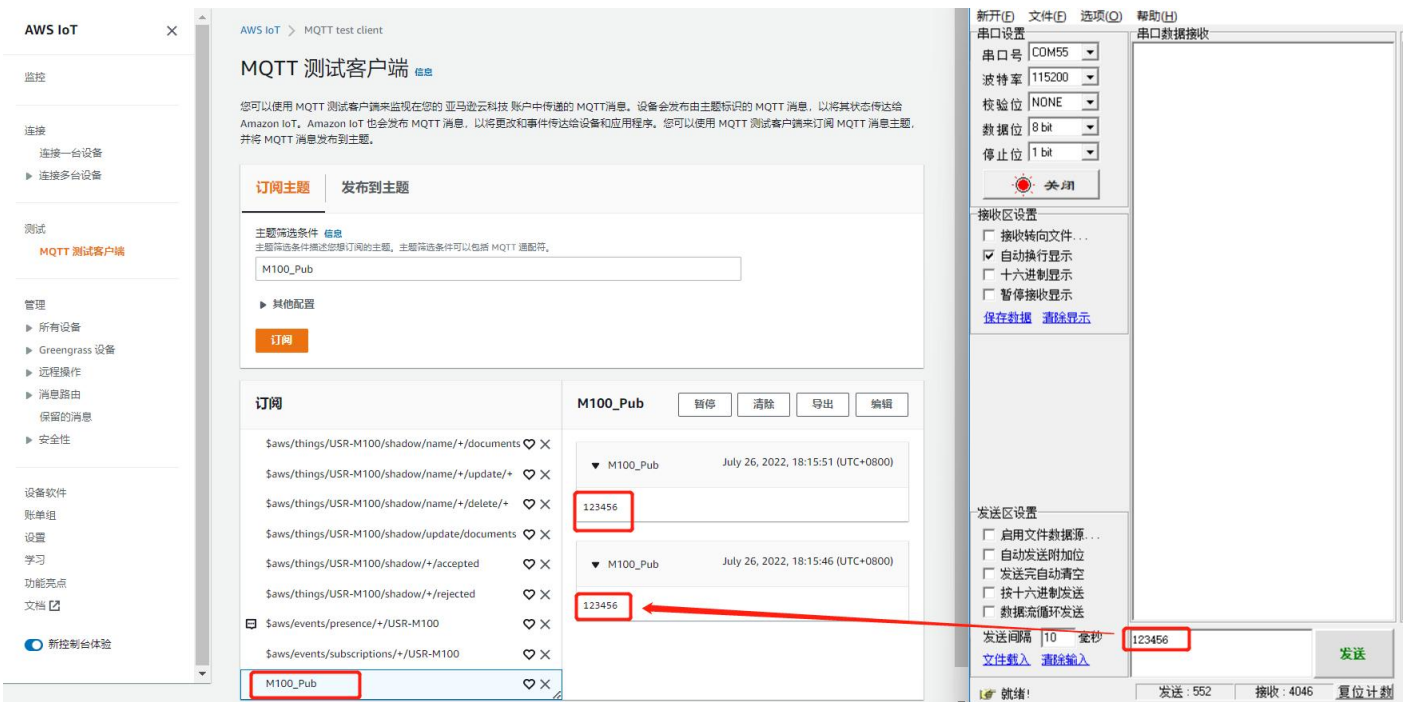 AWS IoT
监控
连接
连接一台设备
连接多台设备
测试
MQTT 测试客户端
管理
所有设备
Greengrass 设备
远程操作
消息路由
保留的消息
安全性
设备软件
账单组
设置
学习
功能亮点
文档
新控制台体验
AWS IoT > MQTT test client
MQTT 测试客户端 信息
您可以使用 MQTT 测试客户端来监视在您的 亚马逊云科技 账户中传递的 MQTT消息。设备会发布由主题标识的 MQTT 消息，以将其状态传达给
Amazon IoT。Amazon IoT 也会发布 MQTT 消息，以将更改和事件传达给设备和应用程序。您可以使用 MQTT 测试客户端来订阅 MQTT 消息主题，
并将 MQTT 消息发布到主题。
订阅主题 发布到主题
主题筛选条件 信息
主题筛选条件描述您想订阅的主题。主题筛选条件可以包括 MQTT 通配符。
M100_Pub
其他配置
订阅
订阅
$aws/things/USR-M100/shadow/name/+/documents
$aws/things/USR-M100/shadow/name/+/update/+
$aws/things/USR-M100/shadow/name/+/delete/+
$aws/things/USR-M100/shadow/update/documents
$aws/things/USR-M100/shadow/+/accepted
$aws/things/USR-M100/shadow/+/rejected
$aws/events/presence/+/USR-M100
$aws/events/subscriptions/+/USR-M100
M100_Pub
M100_Pub 暂停 清除 导出 编辑
M100_Pub July 26, 2022, 18:15:51 (UTC+0800)
123456
M100_Pub July 26, 2022, 18:15:46 (UTC+0800)
123456
新开(F) 文件(F) 选项(O) 帮助(H)
串口设置
串口号 COM55
波特率 115200
校验位 NONE
数据位 8 bit
停止位 1 bit
关闭
接收区设置
接收转向文件...
自动换行显示
十六进制显示
暂停接收显示
保存数据 清除显示
串口数据接收
发送区设置
启用文件数据源...
自动发送附加位
发送完自动清空
按十六进制发送
数据流循环发送
发送间隔 10 毫秒
文件载入 清除输入
123456
发送
就绪!
发送 : 552
接收 : 4046
复位计数